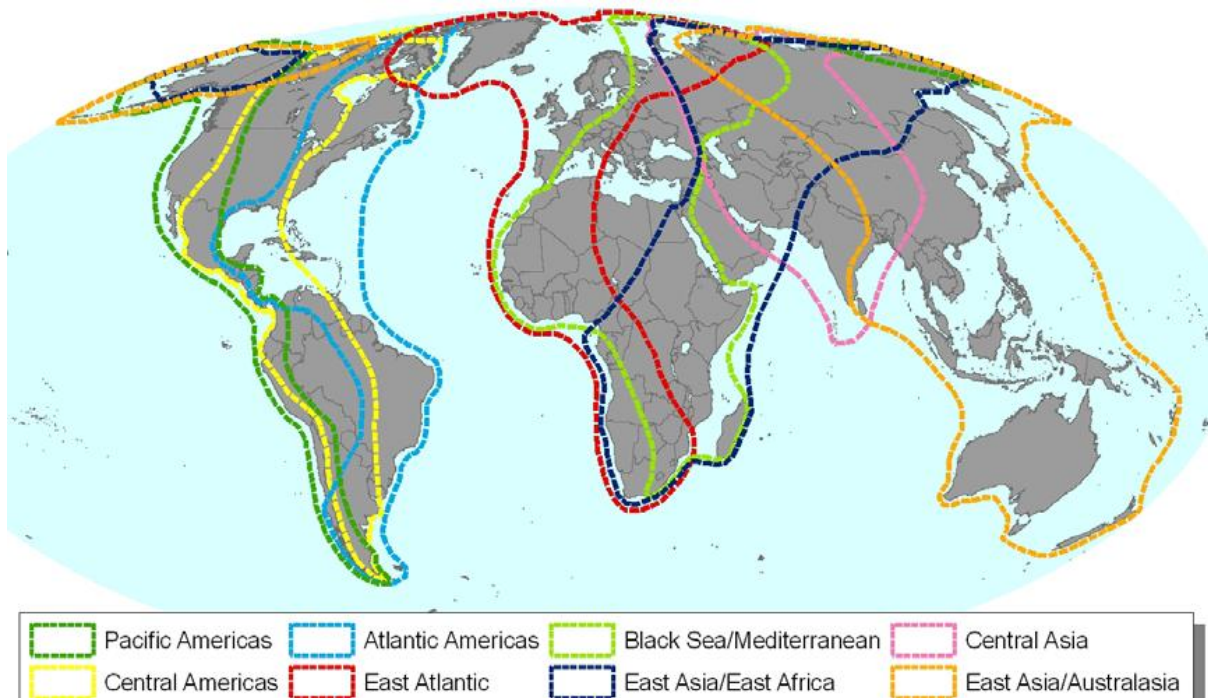 Pacific Americas
Atlantic Americas
Black Sea/Mediterranean
Central Asia
Central Americas
East Atlantic
East Asia/East Africa
East Asia/Australasia